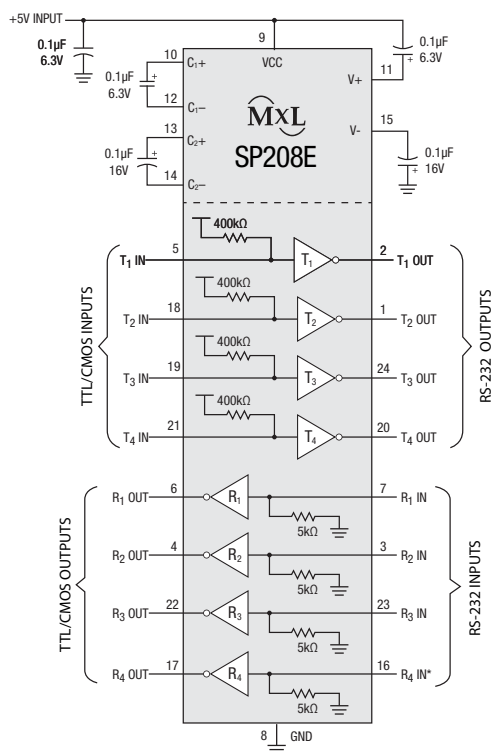 +5V INPUT
0.1µF
6.3V
9
VCC
0.1µF
6.3V
+
11
V+
10
C₁+
0.1µF
6.3V
+
12
C₁–
13
C₂+
0.1µF
16V
+
14
C₂–
MXL
SP208E
15
V-
0.1µF
16V
+
TTL/CMOS INPUTS
RS-232 OUTPUTS
400kΩ
T₁ IN
5
T₁
2
T₁ OUT
400kΩ
T₂ IN
18
T₂
1
T₂ OUT
400kΩ
T₃ IN
19
T₃
24
T₃ OUT
400kΩ
T₄ IN
21
T₄
20
T₄ OUT
TTL/CMOS OUTPUTS
RS-232 INPUTS
R₁ OUT
6
R₁
7
R₁ IN
5kΩ
R₂ OUT
4
R₂
3
R₂ IN
5kΩ
R₃ OUT
22
R₃
23
R₃ IN
5kΩ
R₄ OUT
17
R₄
16
R₄ IN*
5kΩ
8
GND